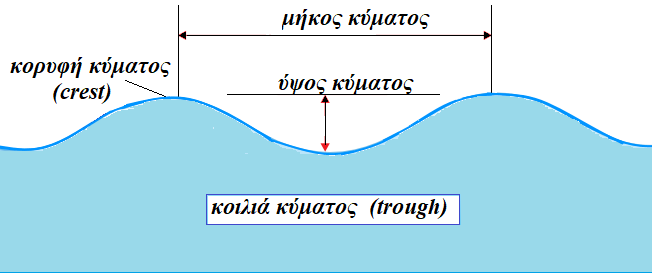 μήκος κύματος
κορυφή κύματος
(crest)
ύψος κύματος
κοιλιά κύματος (trough)